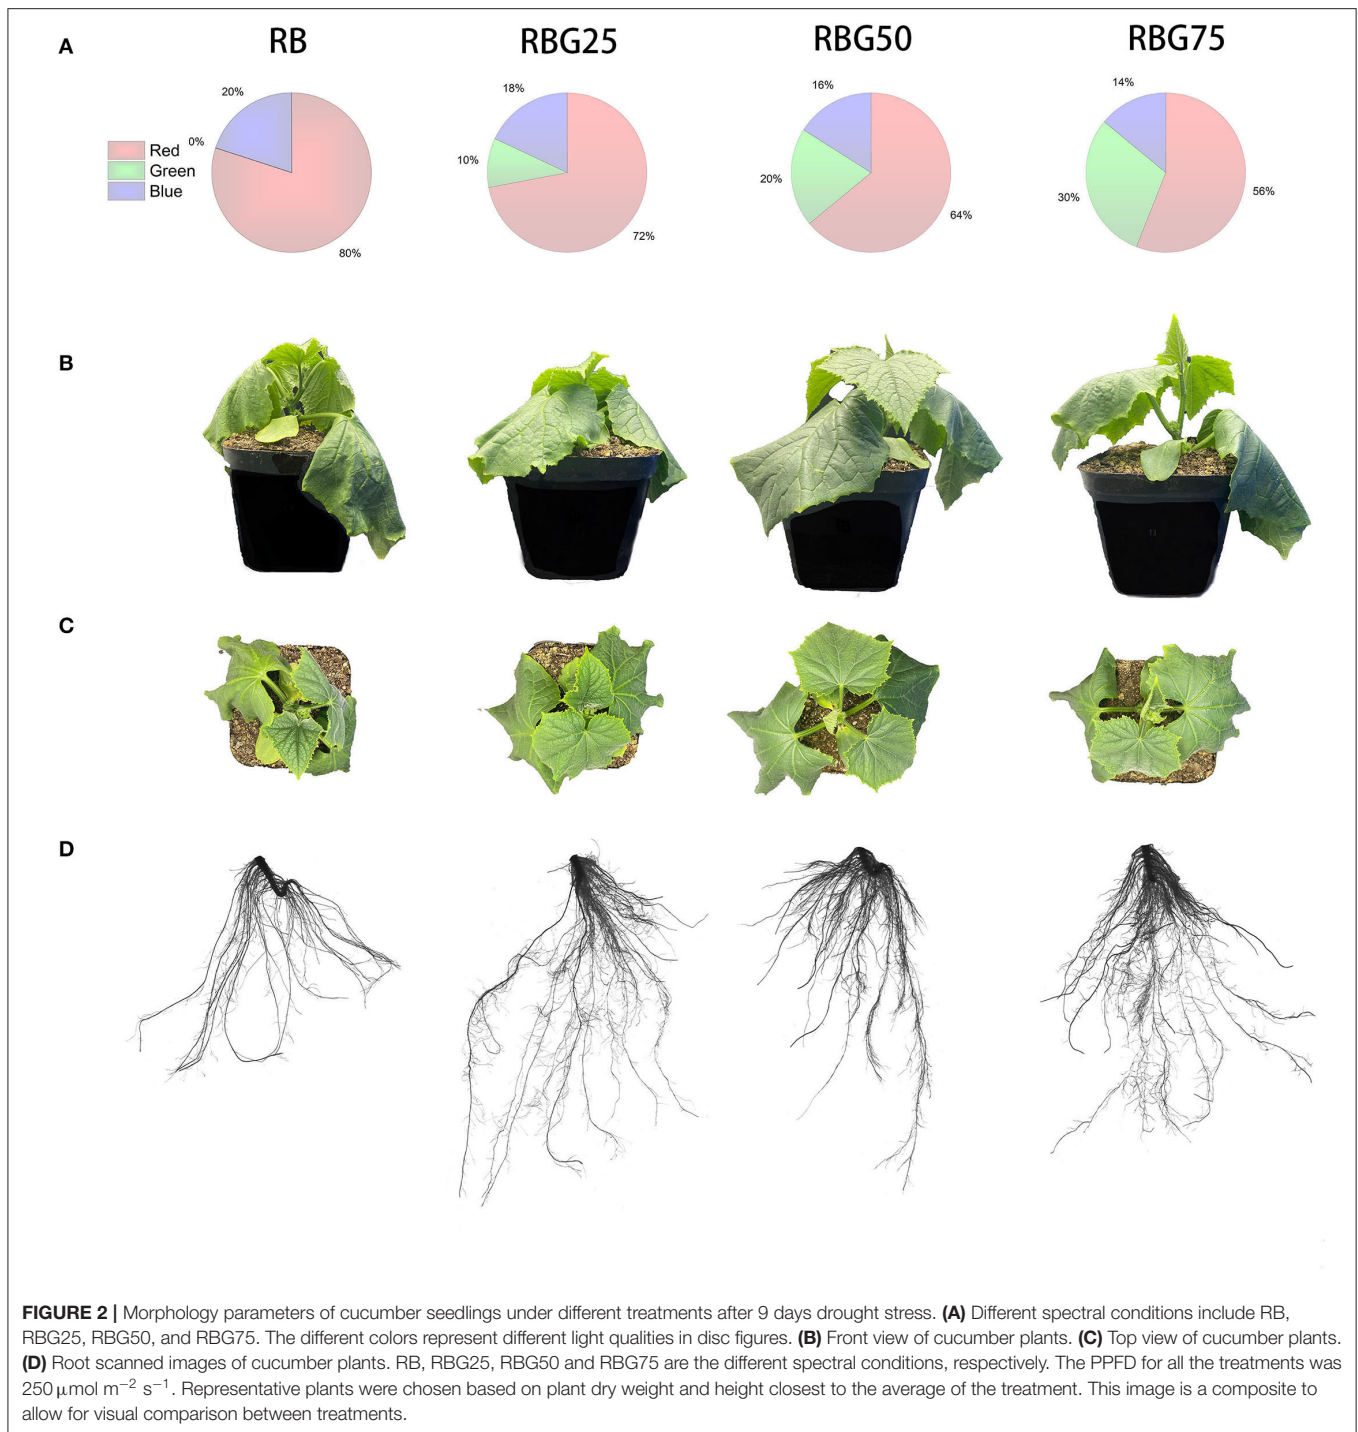 A
RB
RBG25
RBG50
RBG75
20%
0%
80%
Red
Green
Blue
18%
10%
72%
16%
20%
64%
14%
30%
56%
B
C
D
FIGURE 2 | Morphology parameters of cucumber seedlings under different treatments after 9 days drought stress. (A) Different spectral conditions include RB,
RBG25, RBG50, and RBG75. The different colors represent different light qualities in disc figures. (B) Front view of cucumber plants. (C) Top view of cucumber plants.
(D) Root scanned images of cucumber plants. RB, RBG25, RBG50 and RBG75 are the different spectral conditions, respectively. The PPFD for all the treatments was
250 μmol m⁻² s⁻¹. Representative plants were chosen based on plant dry weight and height closest to the average of the treatment. This image is a composite to
allow for visual comparison between treatments.